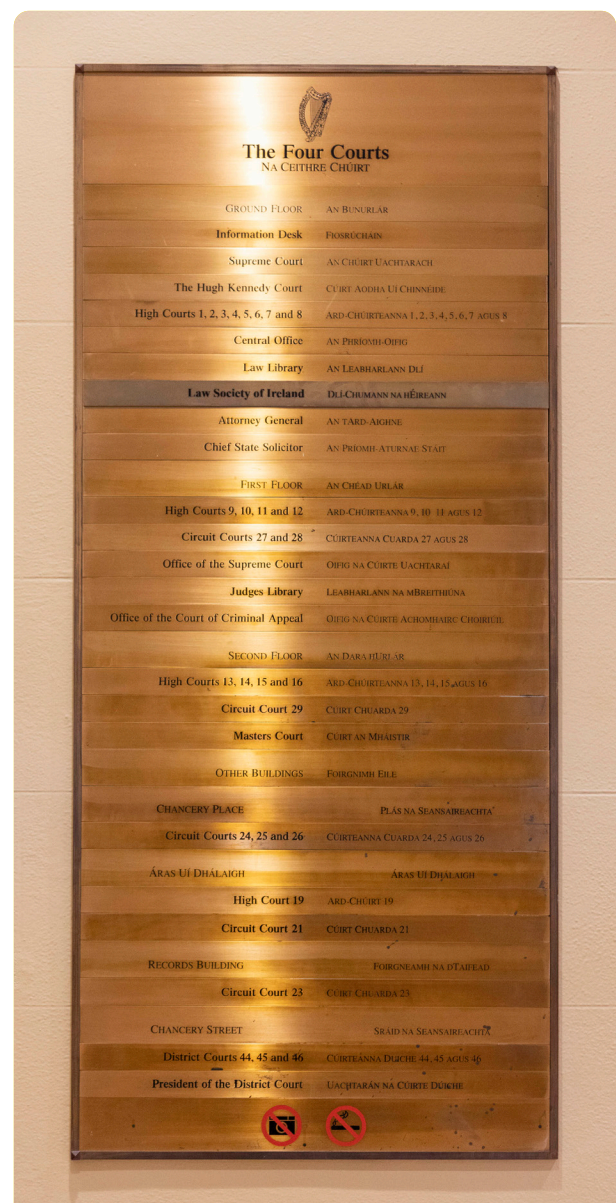 The Four Courts
NA CEITHRE CHÚIRT
GROUND FLOOR AN BUNURLÁR
Information Desk FIOSRÚCHÁIN
Supreme Court AN CHÚIRT UACHTARACH
The Hugh Kennedy Court CÚIRT AODHA UÍ CHINNEIDE
High Courts 1, 2, 3, 4, 5, 6, 7 and 8 ARD-CHÚIRTEANNA 1, 2, 3, 4, 5, 6, 7 AGUS 8
Central Office AN PHRÍOMH-OIFIG
Law Library AN LEABHARLANN DLÍ
Law Society of Ireland DLÍ-CHUMANN NA HÉIREANN
Attorney General AN TARD-AIGHNE
Chief State Solicitor AN PRÍOMH-ATURNAE STÁIT
FIRST FLOOR AN CHÉAD URLÁR
High Courts 9, 10, 11 and 12 ARD-CHÚIRTEANNA 9, 10 11 AGUS 12
Circuit Courts 27 and 28 CÚIRTEANNA CUARDA 27 AGUS 28
Office of the Supreme Court OIFIG NA CÚIRTE UACHTARAÍ
Judges Library LEABHARLANN NA mBREITHIÚNA
Office of the Court of Criminal Appeal OIFIG NA CÚIRTE ACHOMHAIRC CHOIRIÚIL
SECOND FLOOR AN DARA HURLÁR
High Courts 13, 14, 15 and 16 ARD-CHÚIRTEANNA 13, 14, 15 AGUS 16
Circuit Court 29 CÚIRT CHUARDA 29
Masters Court CÚIRT AN MHÁISTIR
OTHER BUILDINGS FOIRGNIMH EILE
CHANCERY PLACE PLÁS NA SEANSAIREACHTA
Circuit Courts 24, 25 and 26 CÚIRTEANNA CUARDA 24, 25 AGUS 26
ÁRAS UÍ DHÁLAIGH ÁRAS UÍ DHÁLAIGH
High Court 19 ARD-CHÚIRT 19
Circuit Court 21 CÚIRT CHUARDA 21
RECORDS BUILDING FOIRGNEAMH NA dTAIFEAD
Circuit Court 23 CÚIRT CHUARDA 23
CHANCERY STREET SRÁID NA SEANSAIREACHTA
District Courts 44, 45 and 46 CÚIRTEANNA DÚICHE 44, 45 AGUS 46
President of the District Court UACHTARÁN NA CÚIRTE DÚICHE